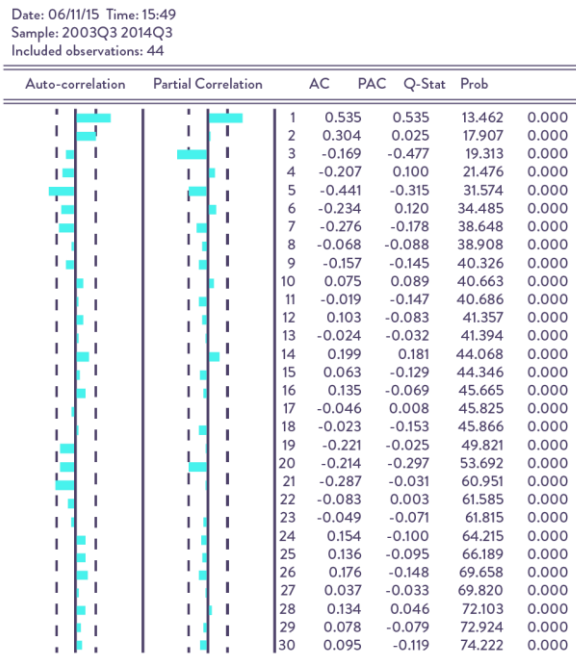 Date: 06/11/15 Time: 15:49
Sample: 2003Q3 2014Q3
Included observations: 44
Auto-correlation Partial Correlation AC PAC Q-Stat Prob
1 0.535 0.535 13.462 0.000
2 0.304 0.025 17.907 0.000
3 -0.169 -0.477 19.313 0.000
4 -0.207 0.100 21.476 0.000
5 -0.441 -0.315 31.574 0.000
6 -0.234 0.120 34.485 0.000
7 -0.276 -0.178 38.648 0.000
8 -0.068 -0.088 38.908 0.000
9 -0.157 -0.145 40.326 0.000
10 0.075 0.089 40.663 0.000
11 -0.019 -0.147 40.686 0.000
12 0.103 -0.083 41.357 0.000
13 -0.024 -0.032 41.394 0.000
14 0.199 0.181 44.068 0.000
15 0.063 -0.129 44.346 0.000
16 0.135 -0.069 45.665 0.000
17 -0.046 0.008 45.825 0.000
18 -0.023 -0.153 45.866 0.000
19 -0.221 -0.025 49.821 0.000
20 -0.214 -0.297 53.692 0.000
21 -0.287 -0.031 60.951 0.000
22 -0.083 0.003 61.585 0.000
23 -0.049 -0.071 61.815 0.000
24 0.154 -0.100 64.215 0.000
25 0.136 -0.095 66.189 0.000
26 0.176 -0.148 69.658 0.000
27 0.037 -0.033 69.820 0.000
28 0.134 0.046 72.103 0.000
29 0.078 -0.079 72.924 0.000
30 0.095 -0.119 74.222 0.000